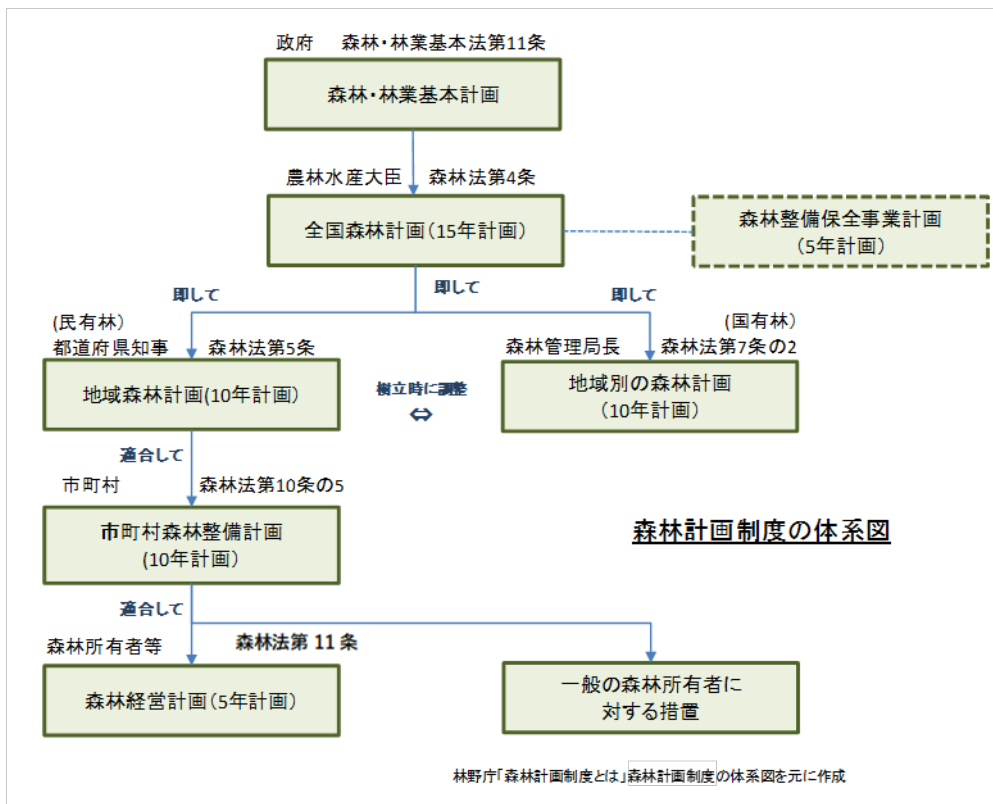 政府 森林・林業基本法第11条
森林・林業基本計画
農林水産大臣 森林法第4条
全国森林計画(15年計画)
森林整備保全事業計画
(5年計画)
即して 即して 即して
(民有林)
都道府県知事 森林法第5条
(国有林)
森林管理局長 森林法第7条の2
地域森林計画(10年計画)
樹立時に調整
⇔
地域別の森林計画
(10年計画)
適合して
市町村 森林法第10条の5
市町村森林整備計画
(10年計画)
森林計画制度の体系図
適合して
森林所有者等 森林法第 11 条
森林経営計画(5年計画)
一般の森林所有者に
対する措置
林野庁「森林計画制度とは」森林計画制度の体系図を元に作成